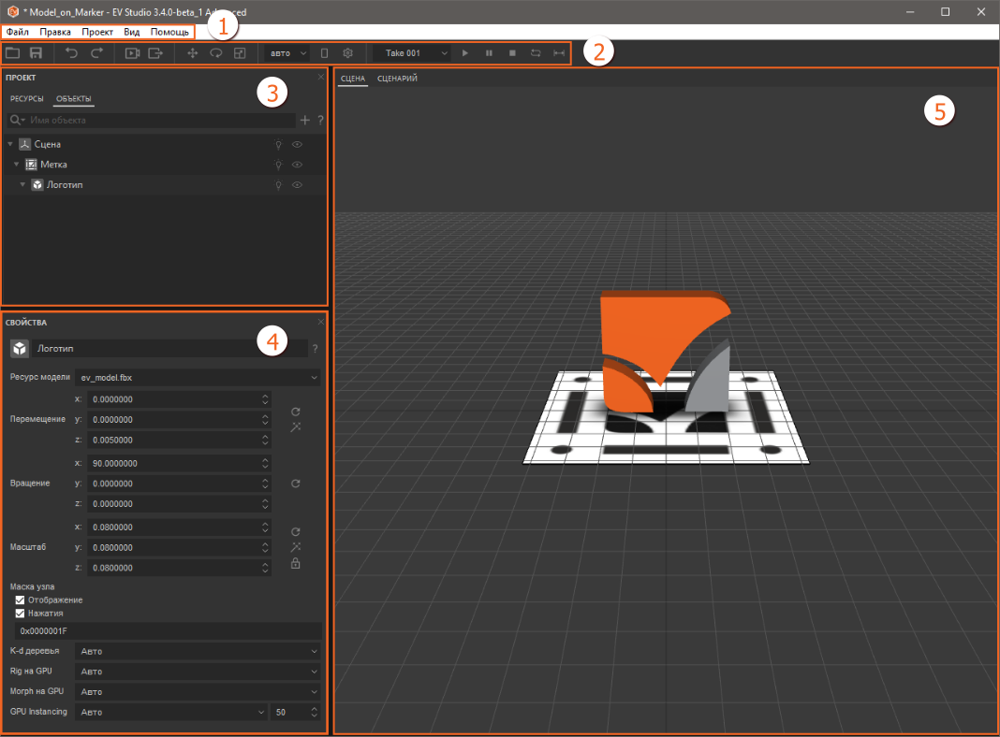 * Model_on_Marker - EV Studio 3.4.0-beta_1 Advanced
1
Файл Правка Проект Вид Помощь
2
авто Take 001
ПРОЕКТ
3
РЕСУРСЫ ОБЪЕКТЫ
Имя объекта
?
Сцена
Метка
Логотип
СЦЕНА СЦЕНАРИЙ
5
СВОЙСТВА
4
Логотип ?
Ресурс модели ev_model.fbx
x: 0.0000000
Перемещение y: 0.0000000
z: 0.0050000
x: 90.0000000
Вращение y: 0.0000000
z: 0.0000000
x: 0.0800000
Масштаб y: 0.0800000
z: 0.0800000
Маска узла
Отображение
Нажатия
0x0000001F
K-d деревья Авто
Rig на GPU Авто
Morph на GPU Авто
GPU Instancing Авто 50